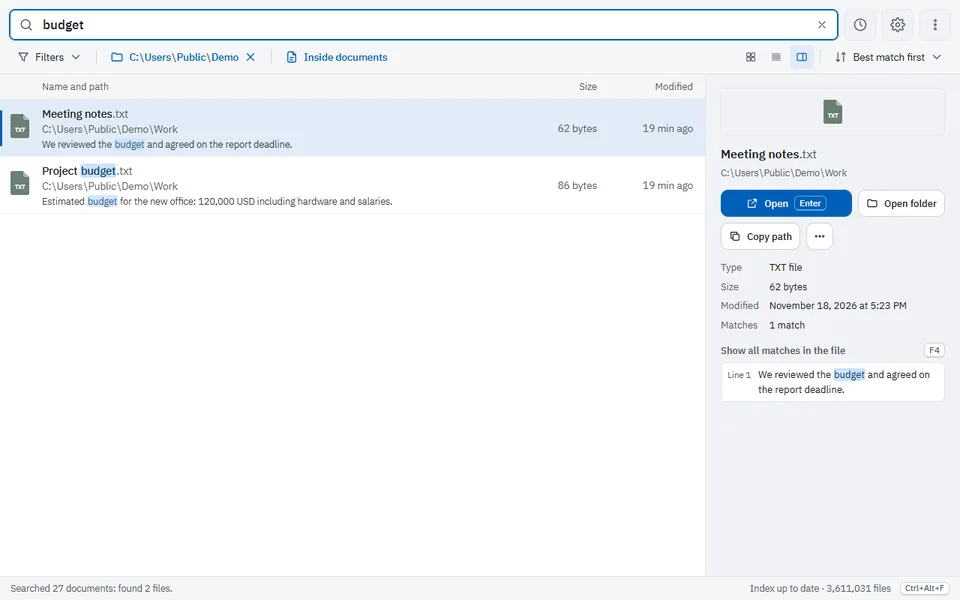 budget
Filters
C:\Users\Public\Demo
Inside documents
Best match first
Name and path
Size
Modified
TXT
Meeting notes.txt
C:\Users\Public\Demo\Work
We reviewed the budget and agreed on the report deadline.
62 bytes
19 min ago
TXT
Project budget.txt
C:\Users\Public\Demo\Work
Estimated budget for the new office: 120,000 USD including hardware and salaries.
86 bytes
19 min ago
TXT
Meeting notes.txt
C:\Users\Public\Demo\Work
Open Enter
Open folder
Copy path
Type TXT file
Size 62 bytes
Modified November 18, 2026 at 5:23 PM
Matches 1 match
Show all matches in the file F4
Line 1 We reviewed the budget and agreed on
the report deadline.
Searched 27 documents: found 2 files.
Index up to date · 3,611,031 files Ctrl+Alt+F